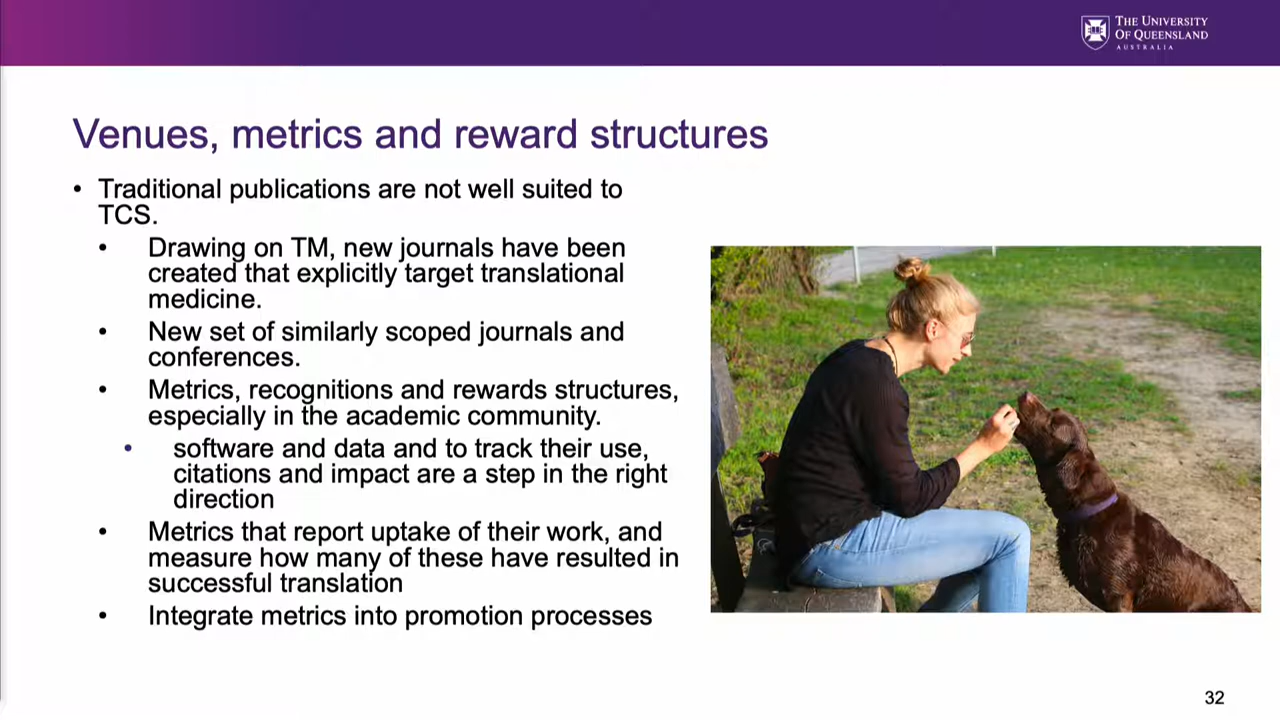 THE UNIVERSITY
OF QUEENSLAND
AUSTRALIA
Venues, metrics and reward structures
• Traditional publications are not well suited to
TCS.
• Drawing on TM, new journals have been
created that explicitly target translational
medicine.
• New set of similarly scoped journals and
conferences.
• Metrics, recognitions and rewards structures,
especially in the academic community.
• software and data and to track their use,
citations and impact are a step in the right
direction
• Metrics that report uptake of their work, and
measure how many of these have resulted in
successful translation
• Integrate metrics into promotion processes
32